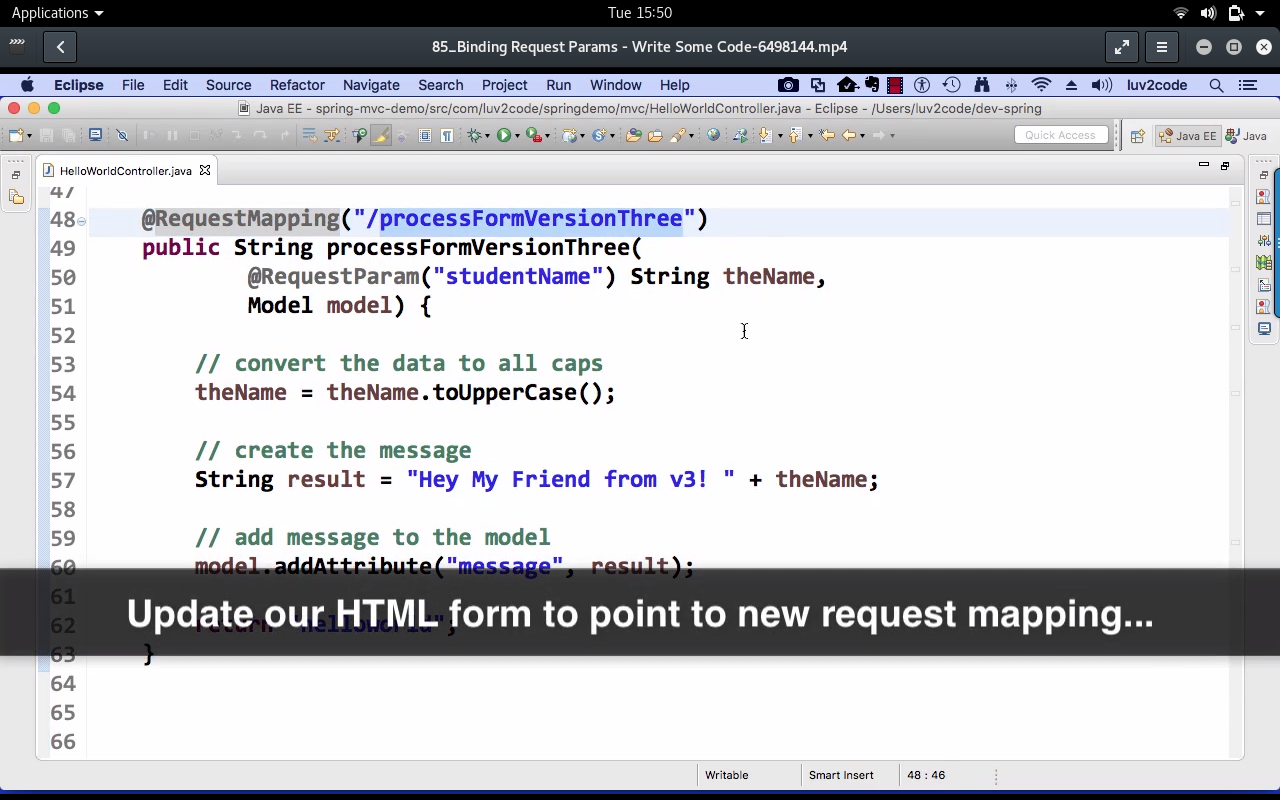 Applications
Tue 15:50
85_Binding Request Params - Write Some Code-6498144.mp4
Eclipse File Edit Source Refactor Navigate Search Project Run Window Help luv2code
Java EE - spring-mvc-demo/src/com/luv2code/springdemo/mvc/HelloWorldController.java - Eclipse - /Users/luv2code/dev-spring
Quick Access Java EE Java
HelloWorldController.java
47
48 @RequestMapping("/processFormVersionThree")
49 public String processFormVersionThree(
50 @RequestParam("studentName") String theName,
51 Model model) {
52
53 // convert the data to all caps
54 theName = theName.toUpperCase();
55
56 // create the message
57 String result = "Hey My Friend from v3! " + theName;
58
59 // add message to the model
60 model.addAttribute("message", result);
61
Update our HTML form to point to new request mapping...
62 return "helloworld";
63 }
64
65
66
Writable Smart Insert 48 : 46